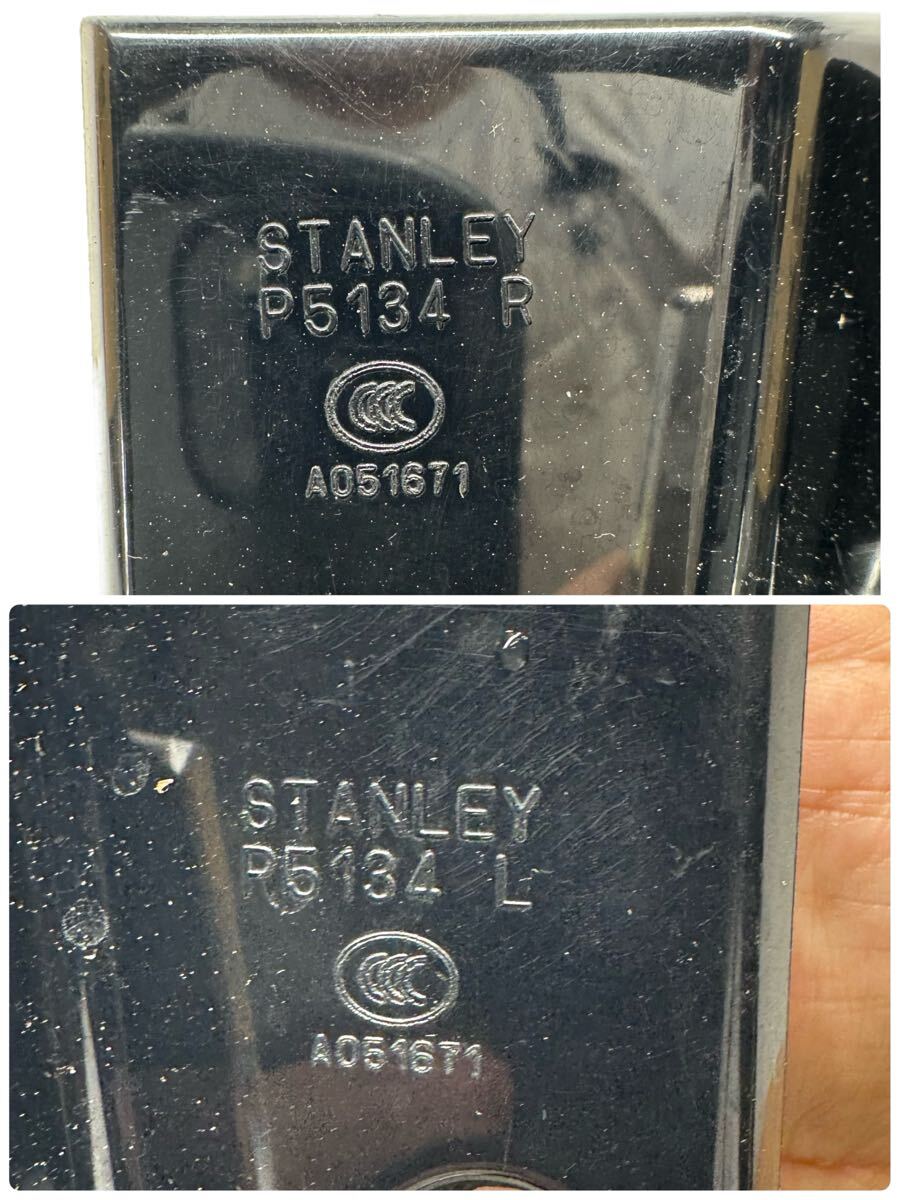 STANLEY
P5134 R
CCC
A051671
STANLEY
P5134 L
CCC
A051671